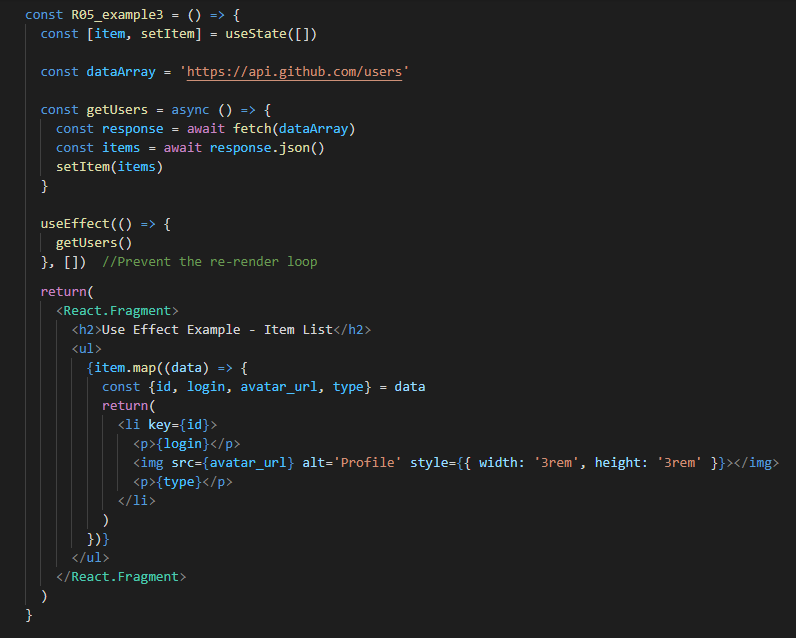 const R05_example3 = () => {
const [item, setItem] = useState([])
const dataArray = 'https://api.github.com/users'
const getUsers = async () => {
const response = await fetch(dataArray)
const items = await response.json()
setItem(items)
}
useEffect(() => {
getUsers()
}, []) //Prevent the re-render loop
return(
<React.Fragment>
<h2>Use Effect Example - Item List</h2>
<ul>
{item.map((data) => {
const {id, login, avatar_url, type} = data
return(
<li key={id}>
<p>{login}</p>
<img src={avatar_url} alt='Profile' style={{ width: '3rem', height: '3rem' }}></img>
<p>{type}</p>
</li>
)
})}
</ul>
</React.Fragment>
)
}